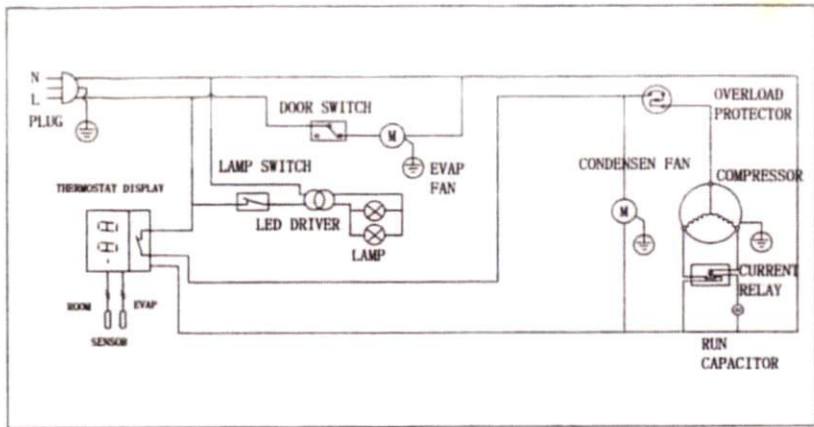 N
L
PLUG
DOOR SWITCH
M
EVAP
FAN
OVERLOAD
PROTECTOR
LAMP SWITCH
CONDENSEN FAN
COMPRESSOR
THERMOSTAT DISPLAY
LED DRIVER
M
LAMP
CURRENT
RELAY
ROOM
EVAP
SENSOR
RUN
CAPACITOR